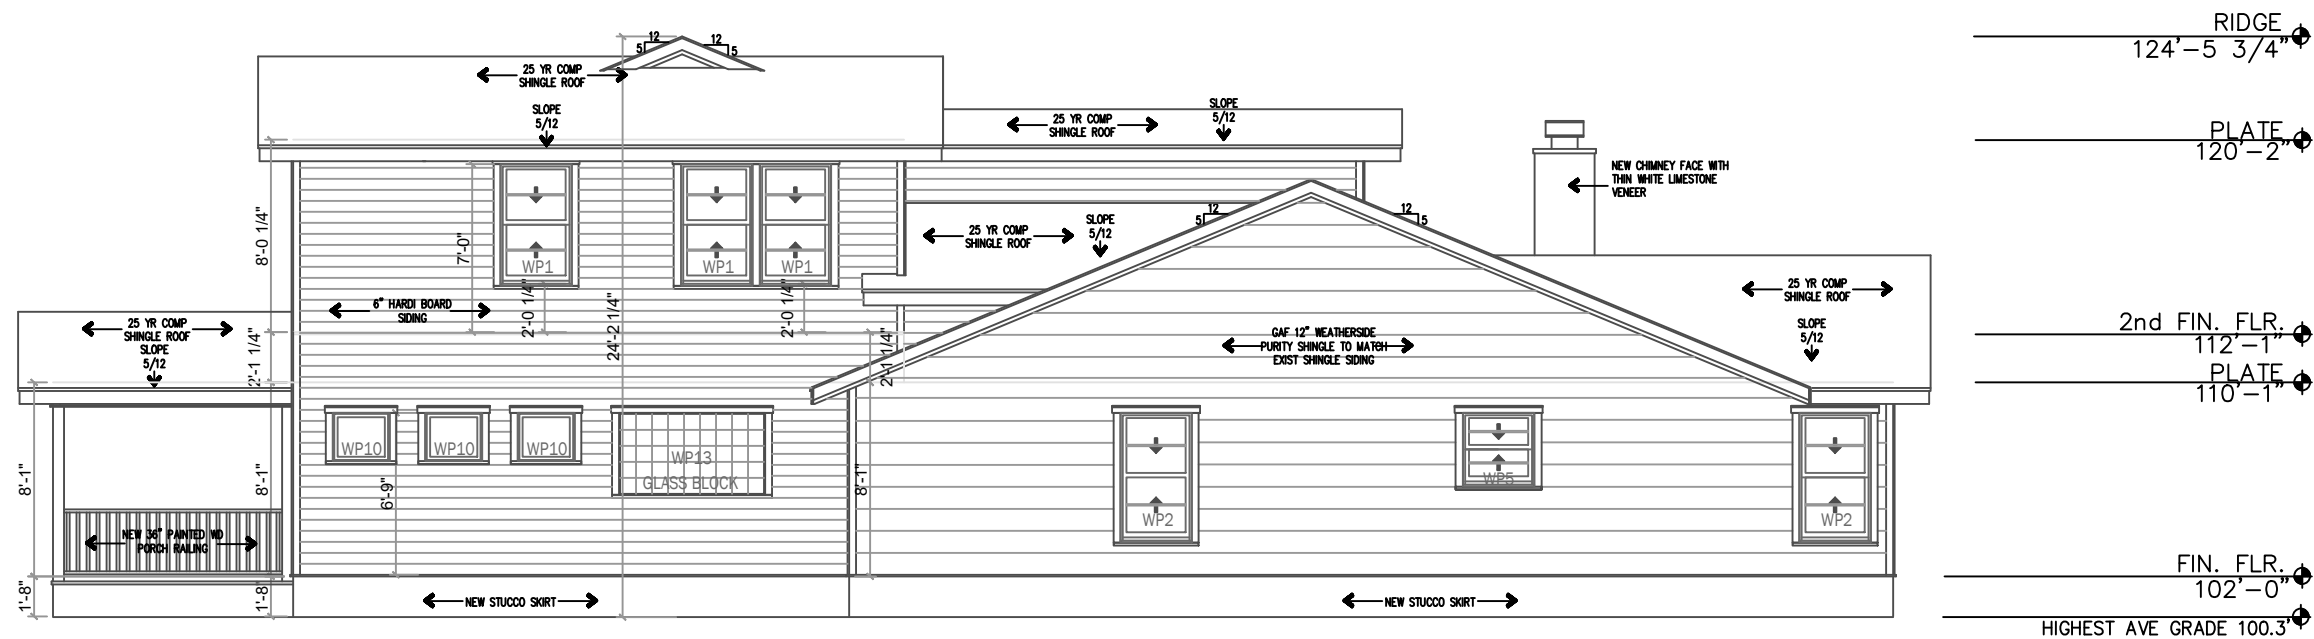 RIDGE
124'-5 3/4"
12
12
5
5
25 YR COMP
SHINGLE ROOF
SLOPE
5/12
SLOPE
5/12
25 YR COMP
SHINGLE ROOF
PLATE
120'-2"
NEW CHIMNEY FACE WITH
THIN WHITE LIMESTONE
VENEER
8'-0 1/4"
7'-0"
WP1
WP1
WP1
12
12
5
5
25 YR COMP
SHINGLE ROOF
SLOPE
5/12
25 YR COMP
SHINGLE ROOF
6" HARDI BOARD
SIDING
2'-0 1/4"
24'-2 1/4"
2'-0 1/4"
25 YR COMP
SHINGLE ROOF
SLOPE
5/12
2'-1 1/4"
2'-1 1/4"
GAF 12" WEATHERSIDE
PURITY SHINGLE TO MATCH
EXIST SHINGLE SIDING
SLOPE
5/12
2nd FIN. FLR.
112'-1"
PLATE
110'-1"
WP10
WP10
WP10
WP13
GLASS BLOCK
8'-1"
8'-1"
6'-9"
8'-1"
WP2
WP5
WP2
NEW 36" PAINTED WD
PORCH RAILING
FIN. FLR.
102'-0"
1'-8"
1'-8"
NEW STUCCO SKIRT
NEW STUCCO SKIRT
HIGHEST AVE GRADE 100.3'